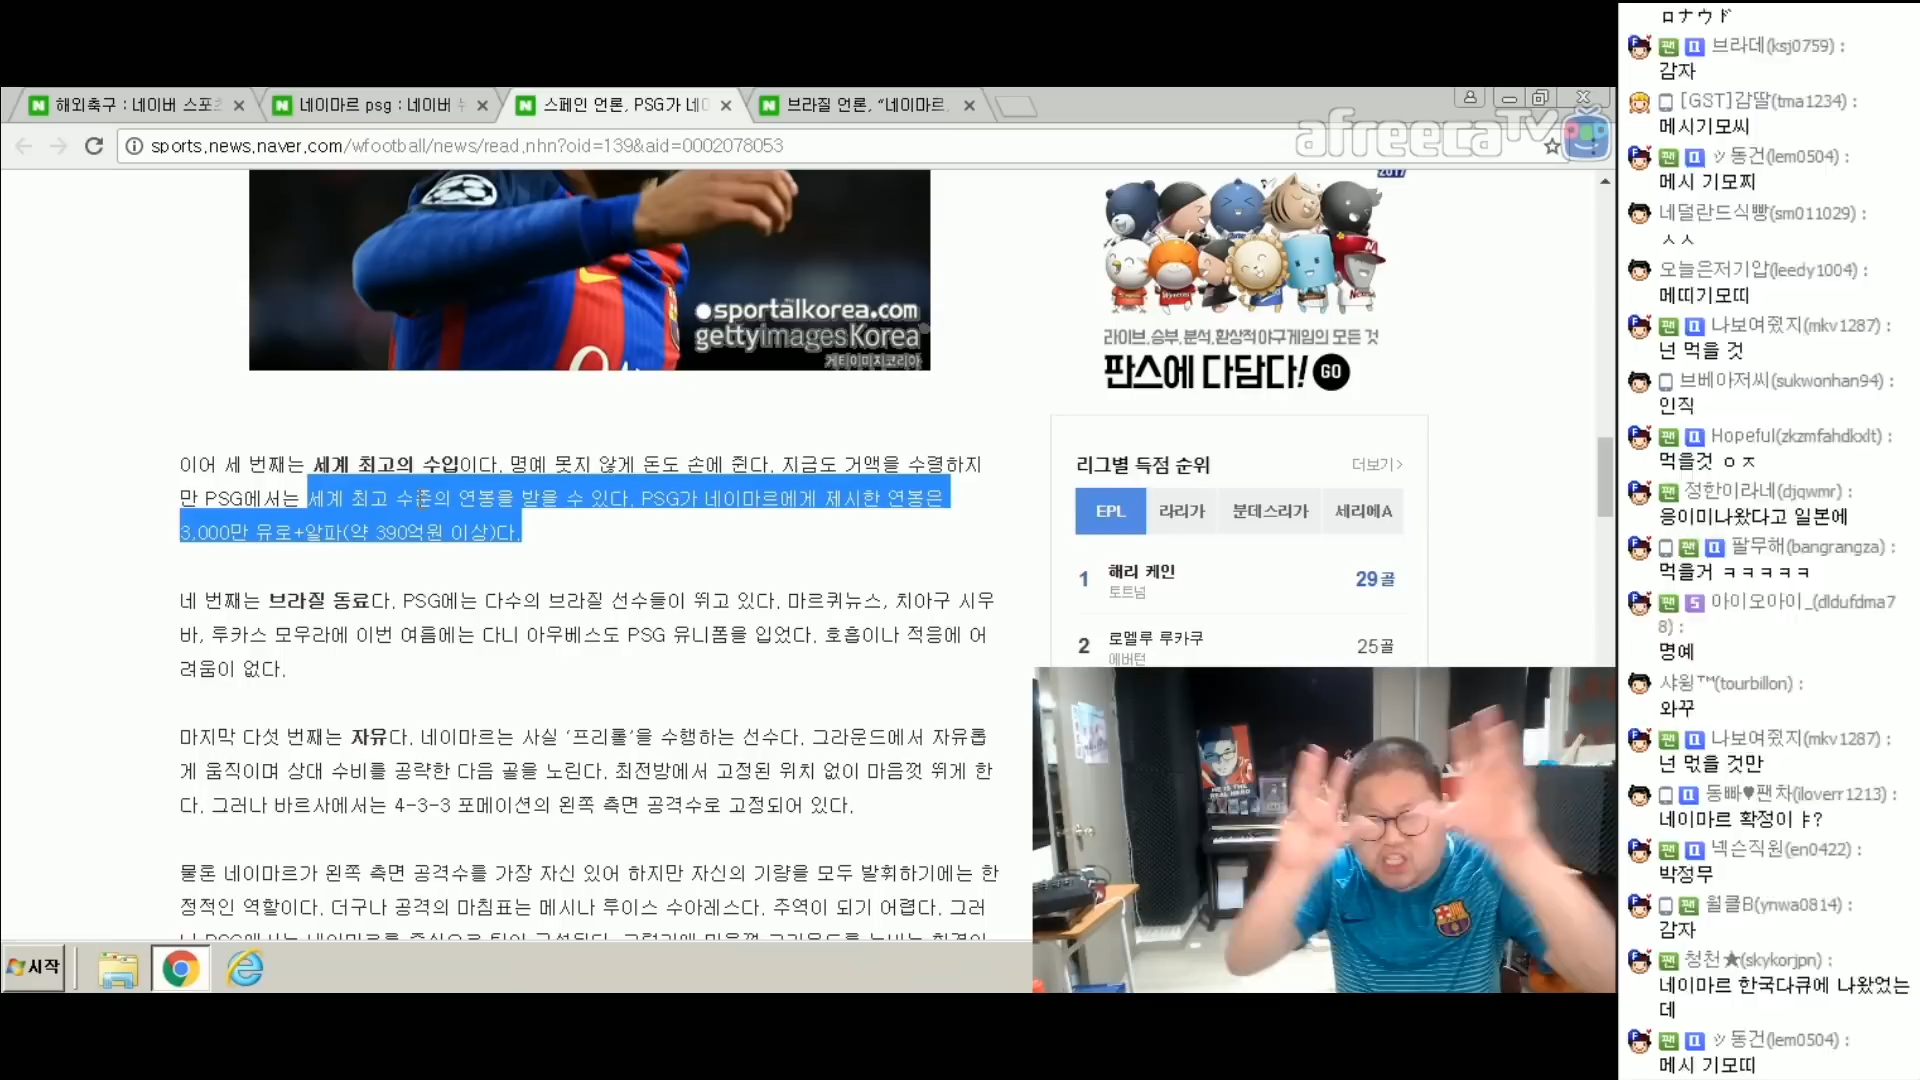 해외축구 : 네이버 스포츠
네이마르 psg : 네이버 뉴
스페인 언론, PSG가 네이
브라질 언론, "네이마르,
sports.news.naver.com/wfootball/news/read.nhn?oid=139&aid=0002078053
afreecaTV
sportalkorea.com
gettyimagesKorea
게티이미지코리아
2017
라이브, 승부, 분석, 환상적 야구게임의 모든 것
판스에 다담다! GO
이어 세 번째는 세계 최고의 수입이다. 명예 못지 않게 돈도 손에 쥔다. 지금도 거액을 수령하지
만 PSG에서는 세계 최고 수준의 연봉을 받을 수 있다. PSG가 네이마르에게 제시한 연봉은
3,000만 유로+알파(약 390억원 이상)다.
네 번째는 브라질 동료다. PSG에는 다수의 브라질 선수들이 뛰고 있다. 마르퀴뉴스, 치아구 시우
바, 루카스 모우라에 이번 여름에는 다니 아우베스도 PSG 유니폼을 입었다. 호흡이나 적응에 어
려움이 없다.
마지막 다섯 번째는 자유다. 네이마르는 사실 '프리롤'을 수행하는 선수다. 그라운드에서 자유롭
게 움직이며 상대 수비를 공략한 다음 골을 노린다. 최전방에서 고정된 위치 없이 마음껏 뛰게 한
다. 그러나 바르사에서는 4-3-3 포메이션의 왼쪽 측면 공격수로 고정되어 있다.
물론 네이마르가 왼쪽 측면 공격수를 가장 자신 있어 하지만 자신의 기량을 모두 발휘하기에는 한
정적인 역할이다. 더구나 공격의 마침표는 메시나 루이스 수아레스다. 주역이 되기 어렵다. 그러
리그별 득점 순위
더보기>
EPL 라리가 분데스리가 세리에A
1 해리 케인 29골
토트넘
2 로멜루 루카쿠 25골
에버턴
HE IS THE
REAL HERO
시작
ロナウド
브라데(ksj0759) :
감자
[GST]감딸(tma1234) :
메시기모씨
ッ동건(lem0504) :
메시 기모찌
네덜란드식빵(sm011029) :
ㅅㅅ
오늘은저기압(leedy1004) :
메띠기모띠
나보여줬지(mkv1287) :
넌 먹을 것
브베아저씨(sukwonhan94) :
인직
Hopeful(zkzmfahdkxlt) :
먹을것 ㅇㅈ
정한이라네(djqwmr) :
응이미나왔다고 일본에
팔무해(bangrangza) :
먹을거 ㅋㅋㅋㅋㅋ
아이오아이_(dldufdma7
8) :
명예
샤윙™(tourbillon) :
와꾸
나보여줬지(mkv1287) :
넌 먻을 것만
동빠♥팬차(iloverr1213) :
네이마르 확정이 ㅑ?
넥슨직원(en0422) :
박정무
월클B(ynwa0814) :
감자
청천★(skykorjpn) :
네이마르 한국다큐에 나왔었는
데
ッ동건(lem0504) :
메시 기모띠